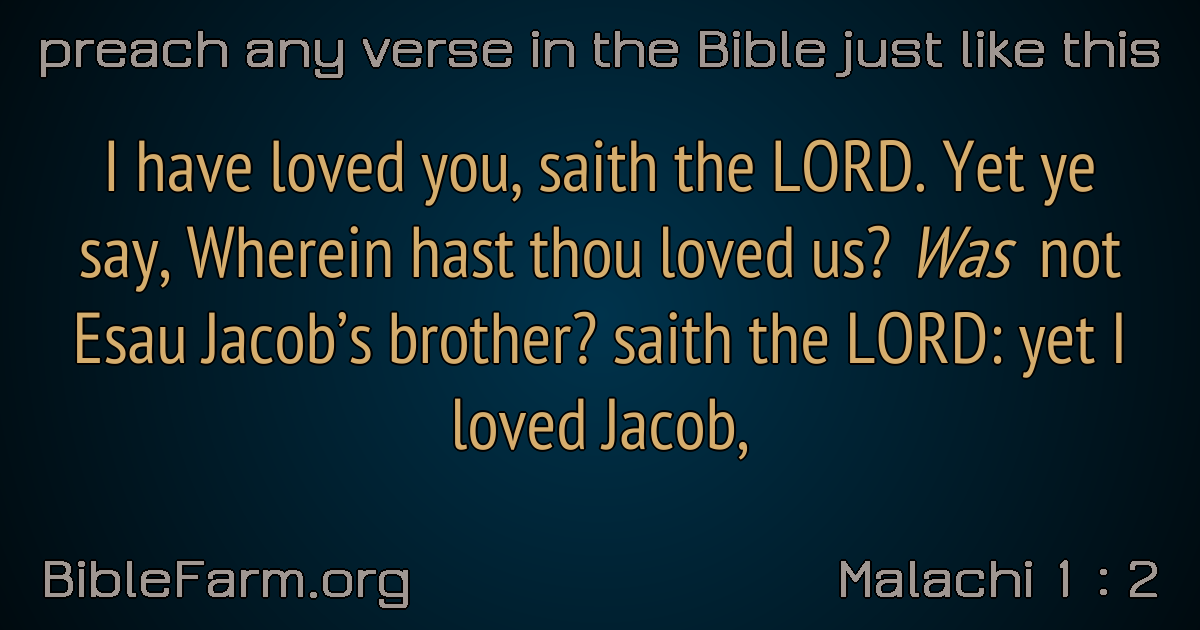 preach any verse in the Bible just like this
I have loved you, saith the LORD. Yet ye
say, Wherein hast thou loved us? Was not
Esau Jacob’s brother? saith the LORD: yet I
loved Jacob,
BibleFarm.org
Malachi 1 : 2